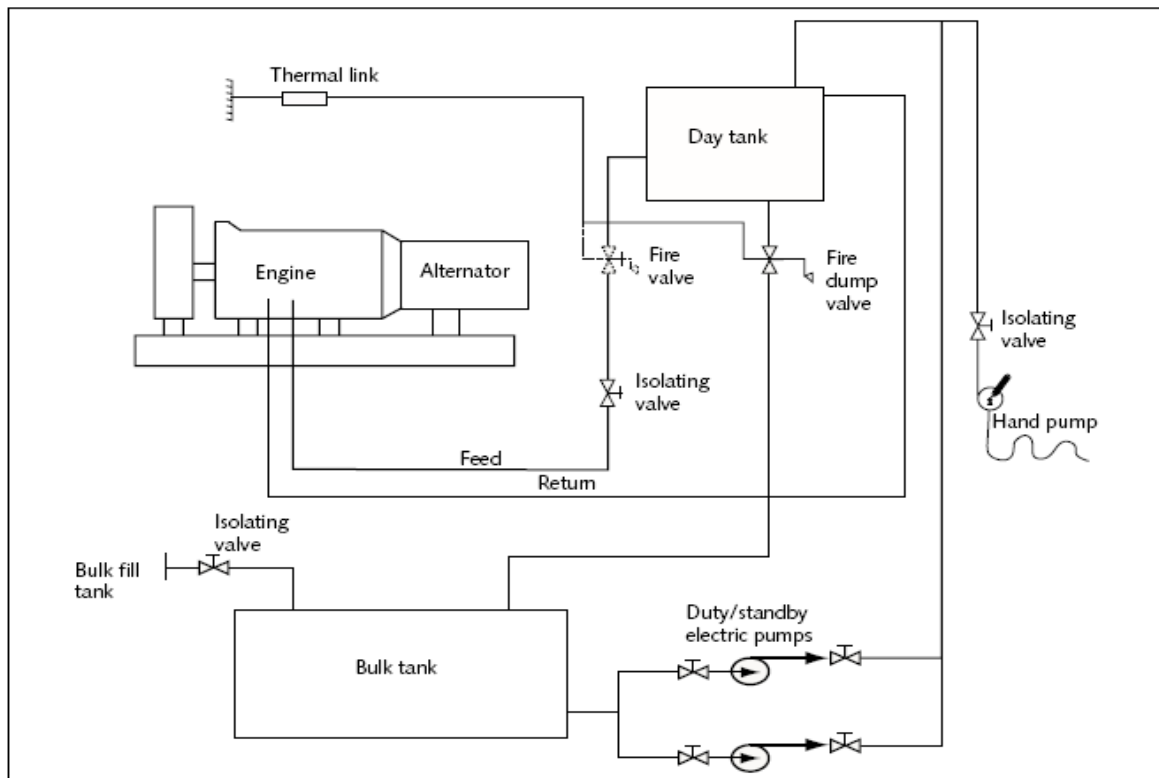 Thermal link
Day tank
Engine
Alternator
Fire
valve
Fire
dump
valve
Isolating
valve
Isolating
valve
Hand pump
Feed
Return
Isolating
valve
Bulk fill
tank
Duty/standby
electric pumps
Bulk tank